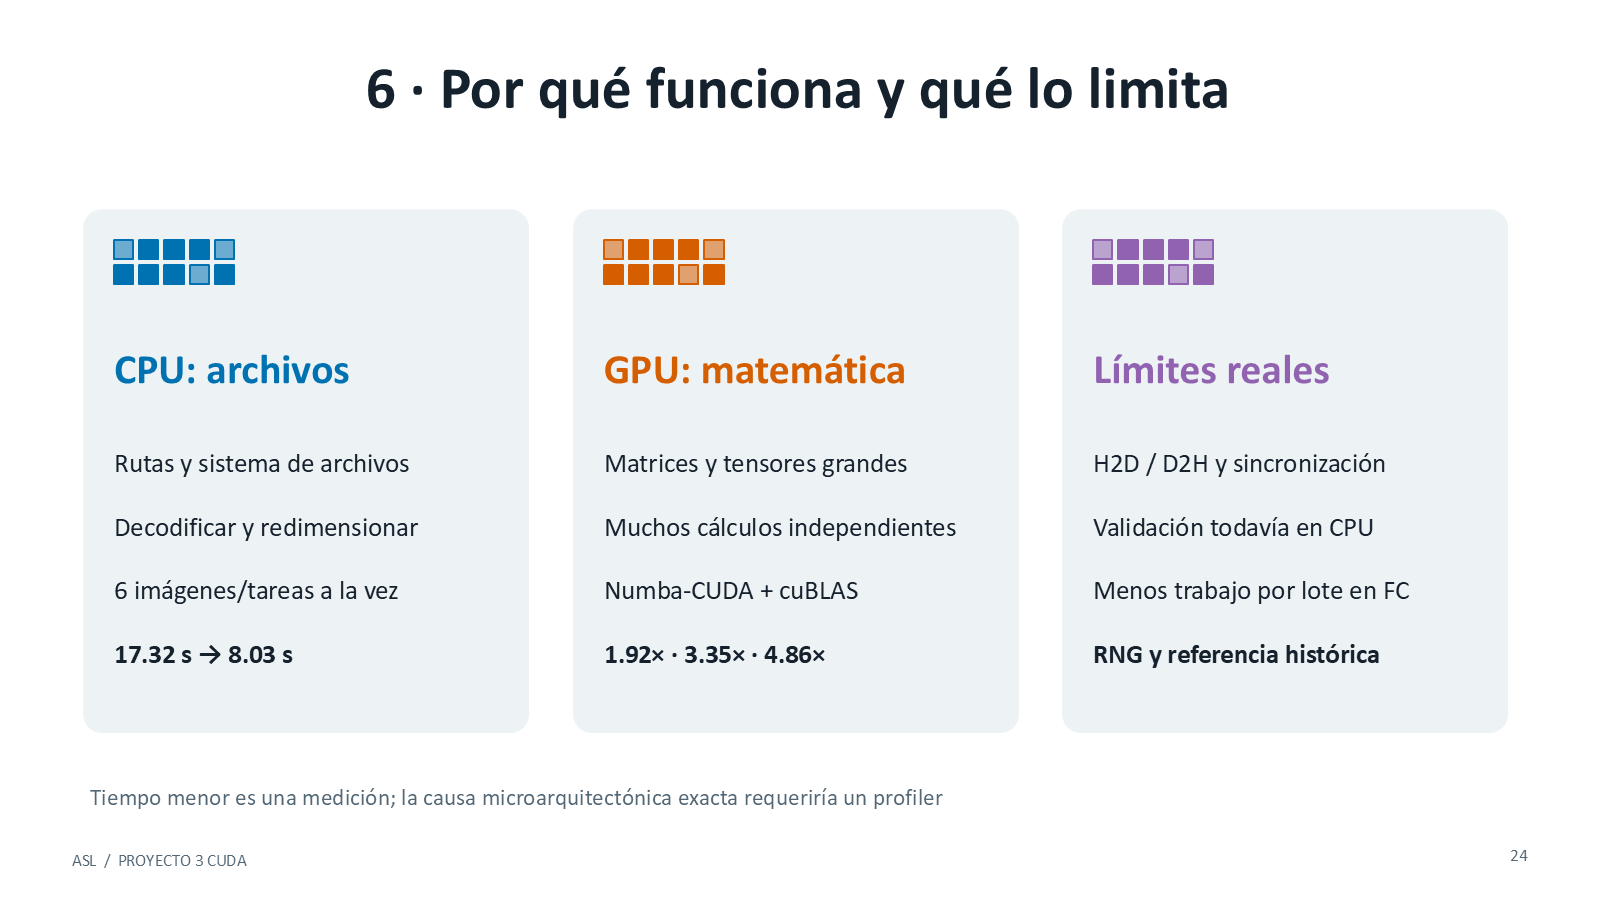 6 · Por qué funciona y qué lo limita
CPU: archivos
Rutas y sistema de archivos
Decodificar y redimensionar
6 imágenes/tareas a la vez
17.32 s → 8.03 s
GPU: matemática
Matrices y tensores grandes
Muchos cálculos independientes
Numba-CUDA + cuBLAS
1.92× · 3.35× · 4.86×
Límites reales
H2D / D2H y sincronización
Validación todavía en CPU
Menos trabajo por lote en FC
RNG y referencia histórica
Tiempo menor es una medición; la causa microarquitectónica exacta requeriría un profiler
ASL / PROYECTO 3 CUDA
24